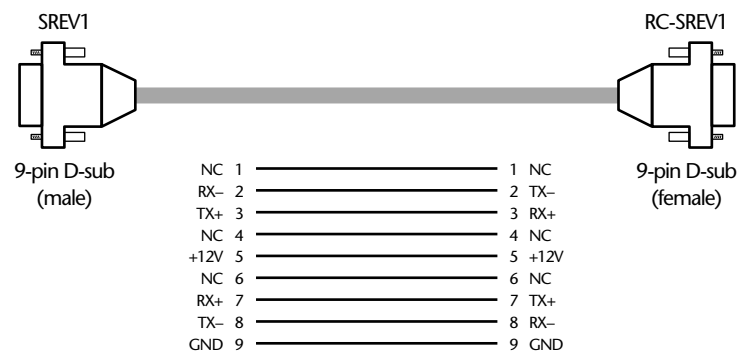 SREV1 RC-SREV1
9-pin D-sub 9-pin D-sub
(male) (female)
NC 1 1 NC
RX– 2 2 TX–
TX+ 3 3 RX+
NC 4 4 NC
+12V 5 5 +12V
NC 6 6 NC
RX+ 7 7 TX+
TX– 8 8 RX–
GND 9 9 GND